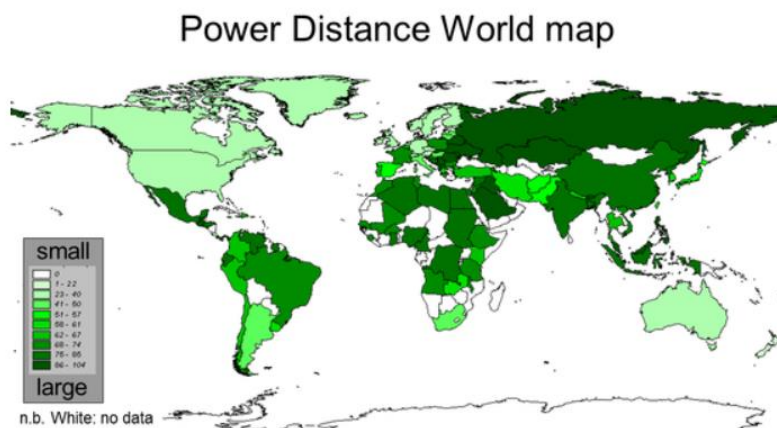 Power Distance World map
small
0
1 - 22
23 - 40
41 - 50
51 - 57
58 - 61
62 - 67
68 - 74
75 - 85
86 - 104
large
n.b. White: no data